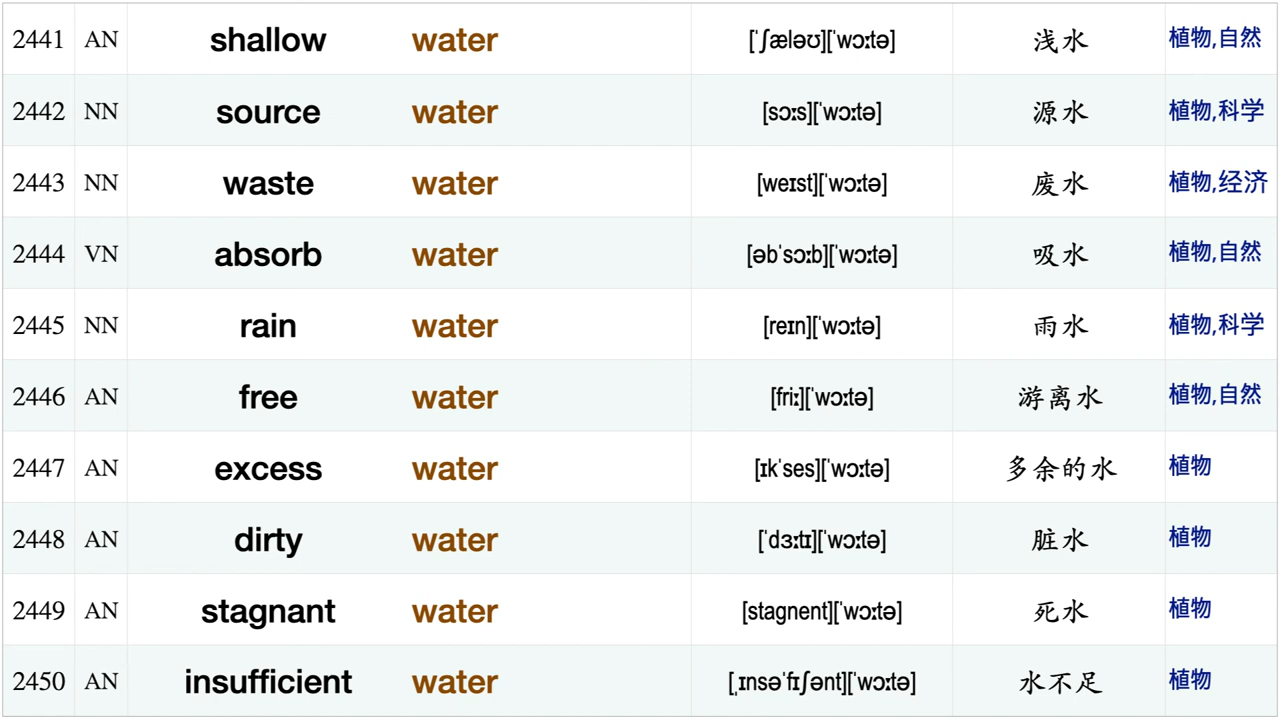 2441 AN shallow water [ˈʃæləʊ][ˈwɔːtə] 浅水 植物,自然
2442 NN source water [sɔːs][ˈwɔːtə] 源水 植物,科学
2443 NN waste water [weɪst][ˈwɔːtə] 废水 植物,经济
2444 VN absorb water [əbˈsɔːb][ˈwɔːtə] 吸水 植物,自然
2445 NN rain water [reɪn][ˈwɔːtə] 雨水 植物,科学
2446 AN free water [friː][ˈwɔːtə] 游离水 植物,自然
2447 AN excess water [ɪkˈses][ˈwɔːtə] 多余的水 植物
2448 AN dirty water [ˈdɜːtɪ][ˈwɔːtə] 脏水 植物
2449 AN stagnant water [stagnent][ˈwɔːtə] 死水 植物
2450 AN insufficient water [ˌɪnsəˈfɪʃənt][ˈwɔːtə] 水不足 植物